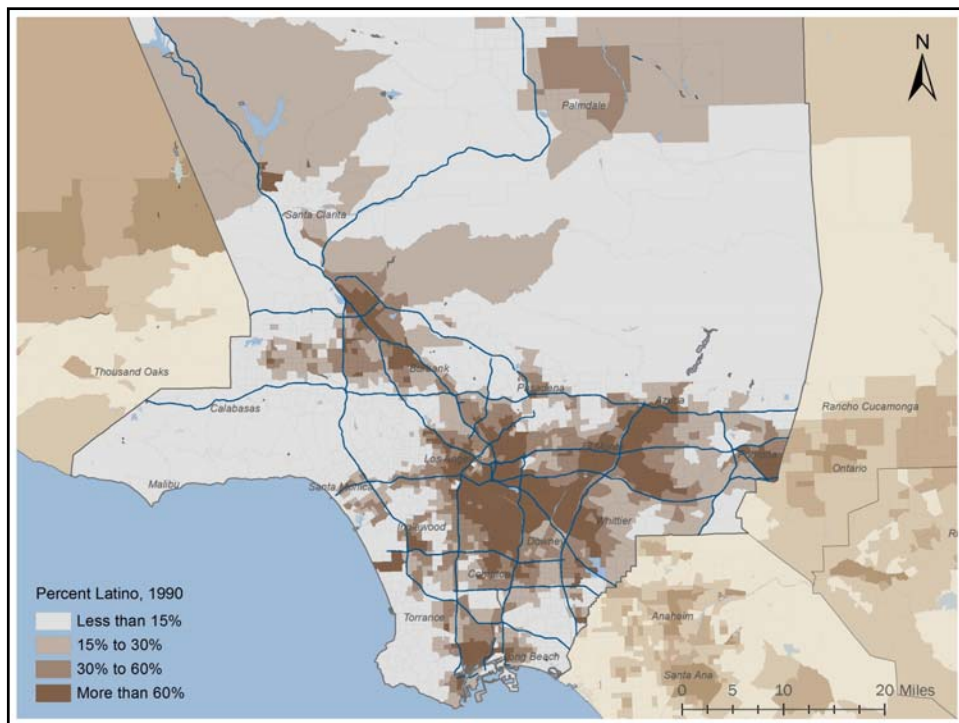 N
Palmdale
Santa Clarita
Thousand Oaks
Burbank
Pasadena
Azusa
Calabasas
Rancho Cucamonga
Los Angeles
Pomona
Ontario
Malibu
Santa Monica
Inglewood
Whittier
Downey
Compton
Torrance
Anaheim
Long Beach
Santa Ana
Percent Latino, 1990
Less than 15%
15% to 30%
30% to 60%
More than 60%
0 5 10 20 Miles